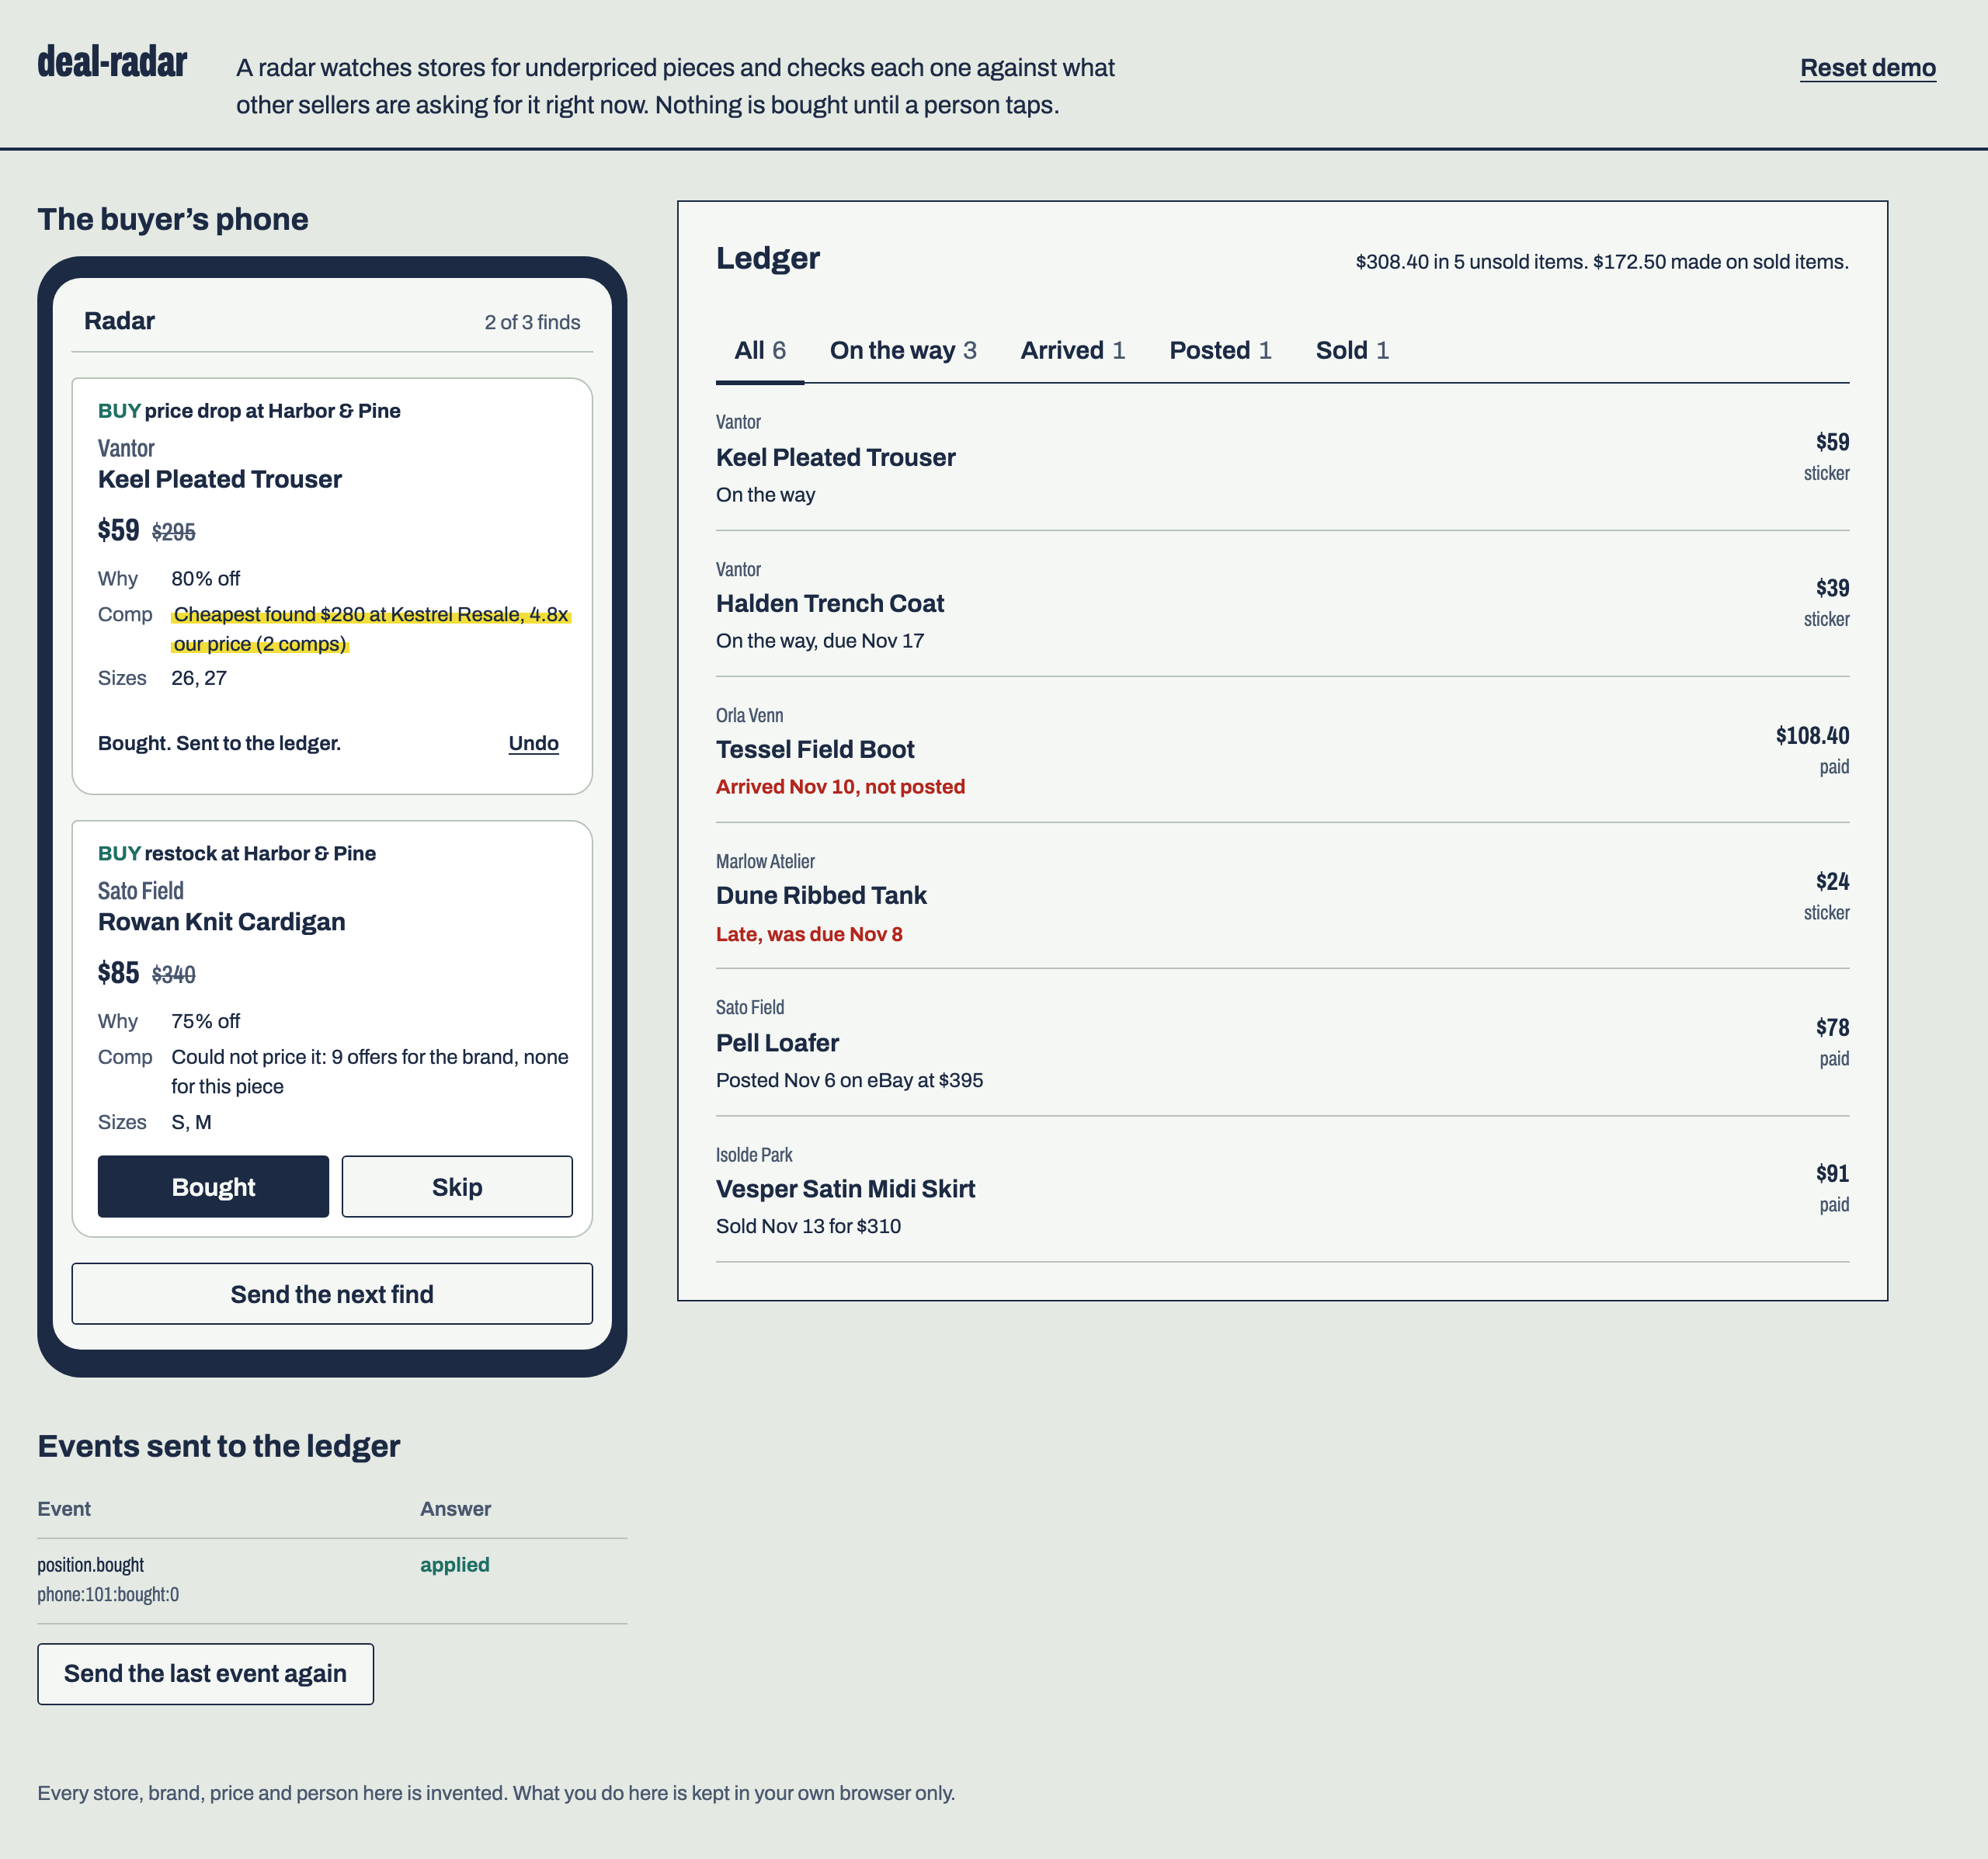 deal-radar
A radar watches stores for underpriced pieces and checks each one against what
other sellers are asking for it right now. Nothing is bought until a person taps.
Reset demo
The buyer’s phone
Radar
2 of 3 finds
BUY price drop at Harbor & Pine
Vantor
Keel Pleated Trouser
$59 $295
Why 80% off
Comp Cheapest found $280 at Kestrel Resale, 4.8x
our price (2 comps)
Sizes 26, 27
Bought. Sent to the ledger. Undo
BUY restock at Harbor & Pine
Sato Field
Rowan Knit Cardigan
$85 $340
Why 75% off
Comp Could not price it: 9 offers for the brand, none
for this piece
Sizes S, M
Bought Skip
Send the next find
Ledger
$308.40 in 5 unsold items. $172.50 made on sold items.
All 6 On the way 3 Arrived 1 Posted 1 Sold 1
Vantor
Keel Pleated Trouser
On the way
$59
sticker
Vantor
Halden Trench Coat
On the way, due Nov 17
$39
sticker
Orla Venn
Tessel Field Boot
Arrived Nov 10, not posted
$108.40
paid
Marlow Atelier
Dune Ribbed Tank
Late, was due Nov 8
$24
sticker
Sato Field
Pell Loafer
Posted Nov 6 on eBay at $395
$78
paid
Isolde Park
Vesper Satin Midi Skirt
Sold Nov 13 for $310
$91
paid
Events sent to the ledger
Event Answer
position.bought applied
phone:101:bought:0
Send the last event again
Every store, brand, price and person here is invented. What you do here is kept in your own browser only.